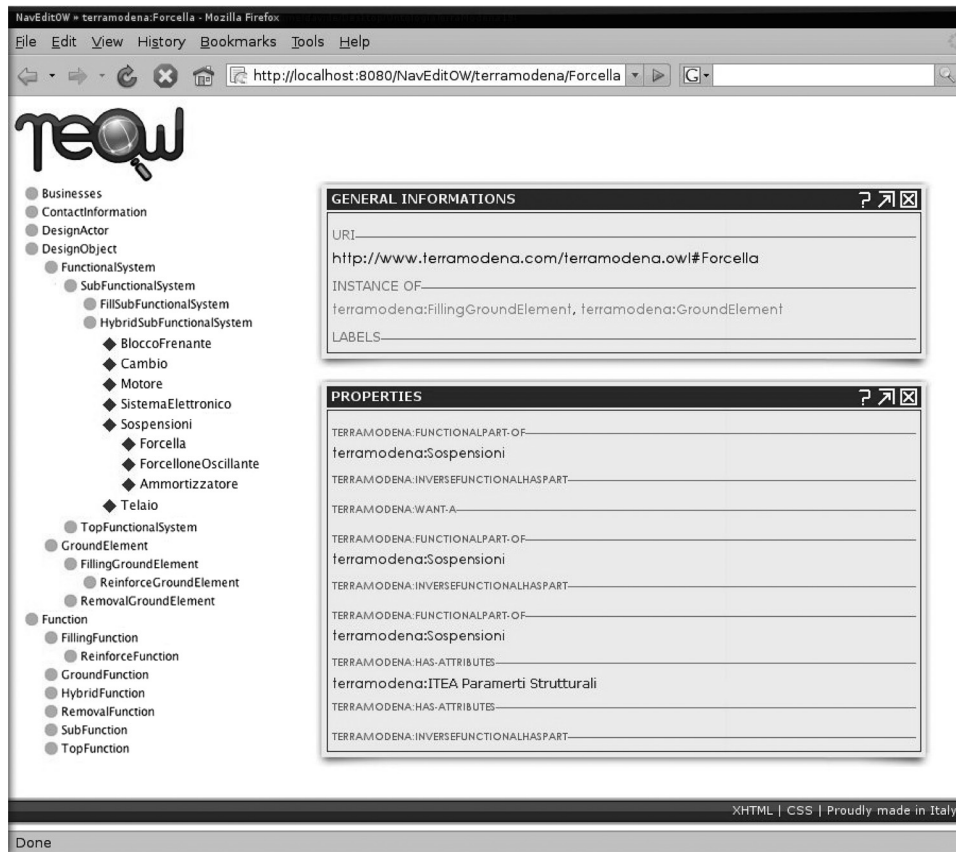 NavEditOW » terramodena:Forcella - Mozilla Firefox
File Edit View History Bookmarks Tools Help
http://localhost:8080/NavEditOW/terramodena/Forcella G
NEOW
Businesses
ContactInformation
DesignActor
DesignObject
FunctionalSystem
SubFunctionalSystem
FillSubFunctionalSystem
HybridSubFunctionalSystem
BloccoFrenante
Cambio
Motore
SistemaElettronico
Sospensioni
Forcella
ForcelloneOscillante
Ammortizzatore
Telaio
TopFunctionalSystem
GroundElement
FillingGroundElement
ReinforceGroundElement
RemovalGroundElement
Function
FillingFunction
ReinforceFunction
GroundFunction
HybridFunction
RemovalFunction
SubFunction
TopFunction
GENERAL INFORMATIONS ?
URI
http://www.terramodena.com/terramodena.owl#Forcella
INSTANCE OF
terramodena:FillingGroundElement, terramodena:GroundElement
LABELS
PROPERTIES ?
TERRAMODENA:FUNCTIONALPART-OF
terramodena:Sospensioni
TERRAMODENA:INVERSEFUNCTIONALHASPART
TERRAMODENA:WANT-A
TERRAMODENA:FUNCTIONALPART-OF
terramodena:Sospensioni
TERRAMODENA:INVERSEFUNCTIONALHASPART
TERRAMODENA:FUNCTIONALPART-OF
terramodena:Sospensioni
TERRAMODENA:HAS-ATTRIBUTES
terramodena:ITEA Paramerti Strutturali
TERRAMODENA:HAS-ATTRIBUTES
TERRAMODENA:INVERSEFUNCTIONALHASPART
XHTML | CSS | Proudly made in Italy
Done